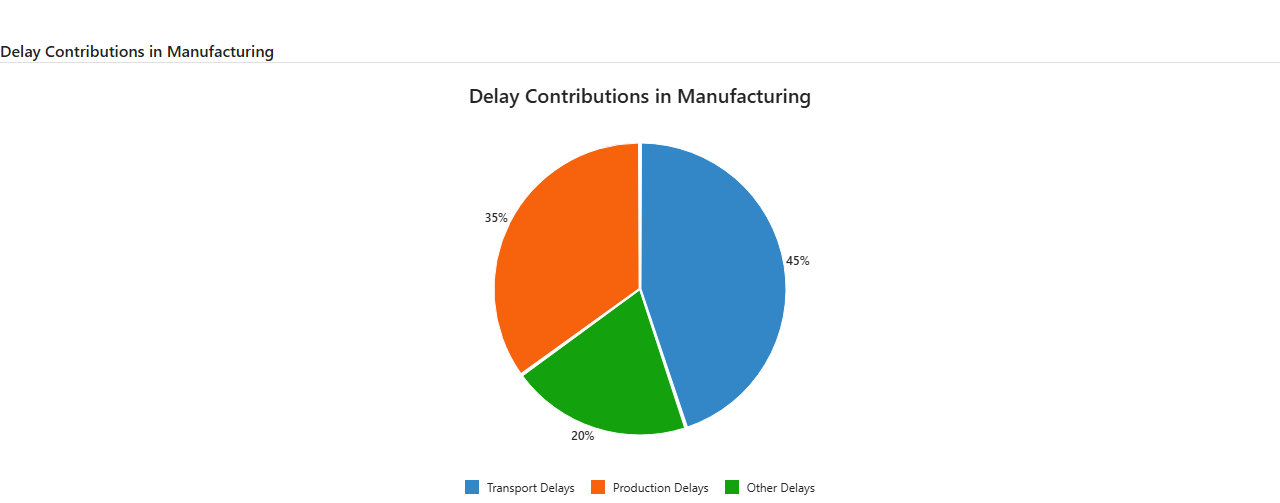 Delay Contributions in Manufacturing
Delay Contributions in Manufacturing
35%
45%
20%
Transport Delays Production Delays Other Delays